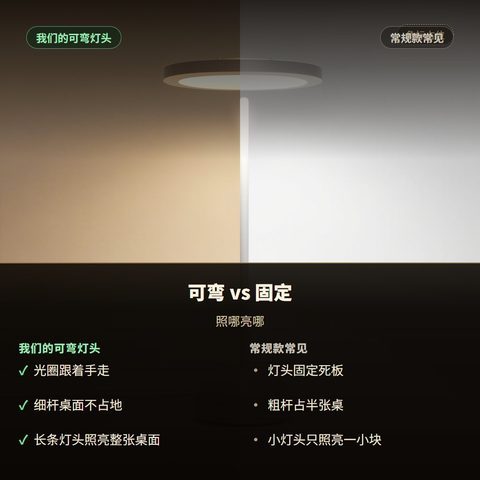 我们的可弯灯头
常规款常见
可弯 vs 固定
照哪亮哪
我们的可弯灯头
常规款常见
✓ 光圈跟着手走
• 灯头固定死板
✓ 细杆桌面不占地
• 粗杆占半张桌
✓ 长条灯头照亮整张桌面
• 小灯头只照亮一小块